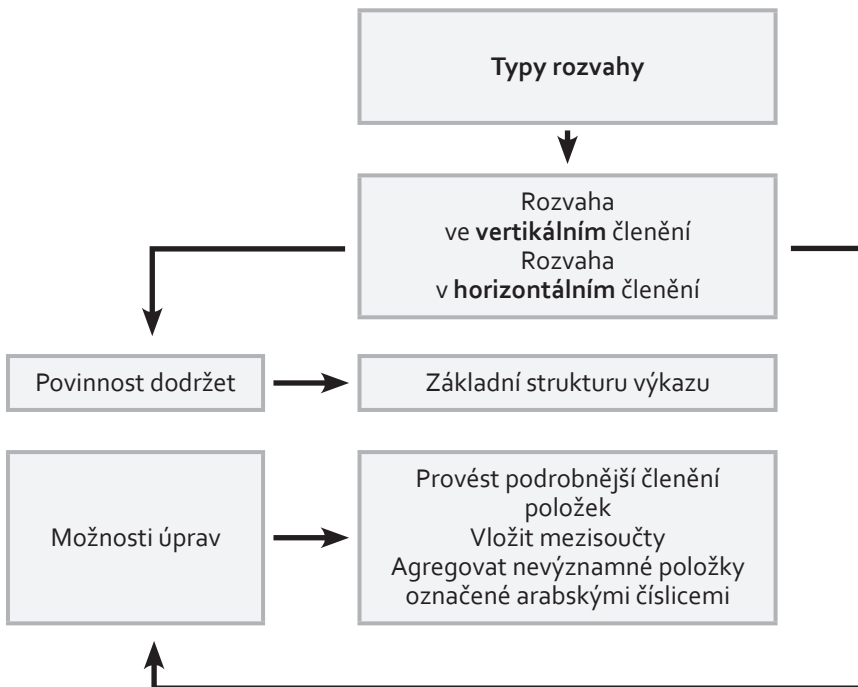 Typy rozvahy
Rozvaha
ve vertikálním členění
Rozvaha
v horizontálním členění
Povinnost dodržet
Základní strukturu výkazu
Možnosti úprav
Provést podrobnější členění
položek
Vložit mezisoučty
Agregovat nevýznamné položky
označené arabskými číslicemi